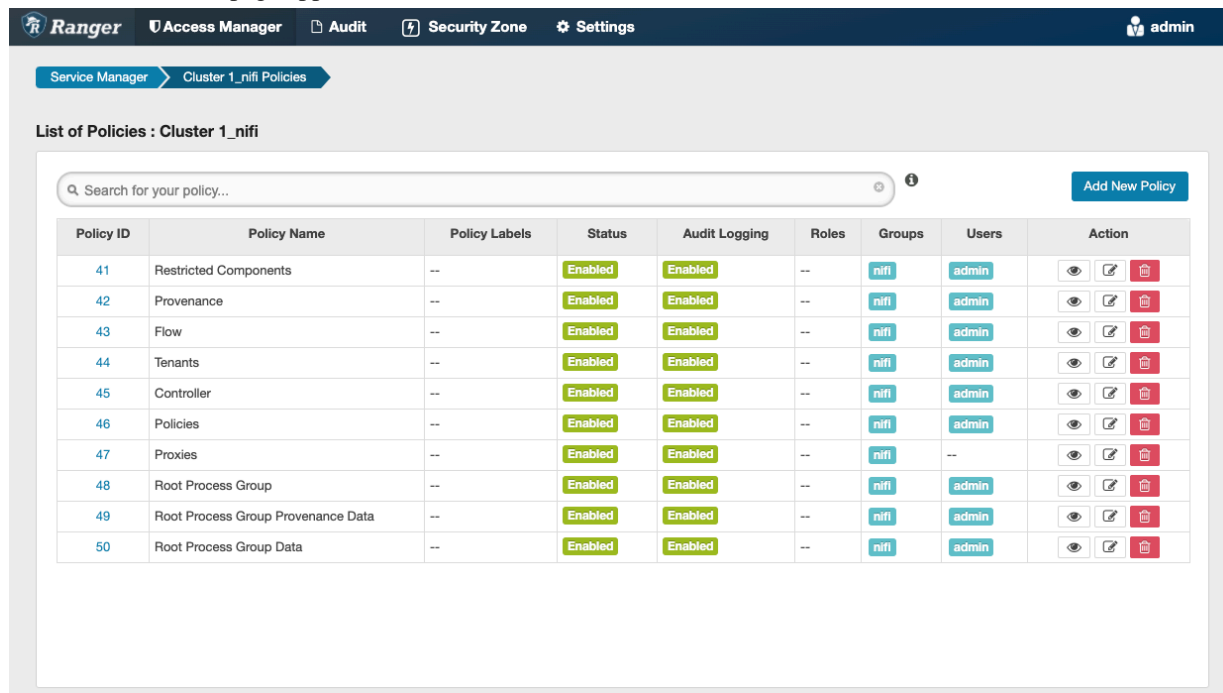 Ranger Access Manager Audit Security Zone Settings admin
Service Manager Cluster 1_nifi Policies
List of Policies : Cluster 1_nifi
Search for your policy... Add New Policy
Policy ID Policy Name Policy Labels Status Audit Logging Roles Groups Users Action
41 Restricted Components -- Enabled Enabled -- nifi admin
42 Provenance -- Enabled Enabled -- nifi admin
43 Flow -- Enabled Enabled -- nifi admin
44 Tenants -- Enabled Enabled -- nifi admin
45 Controller -- Enabled Enabled -- nifi admin
46 Policies -- Enabled Enabled -- nifi admin
47 Proxies -- Enabled Enabled -- nifi --
48 Root Process Group -- Enabled Enabled -- nifi admin
49 Root Process Group Provenance Data -- Enabled Enabled -- nifi admin
50 Root Process Group Data -- Enabled Enabled -- nifi admin